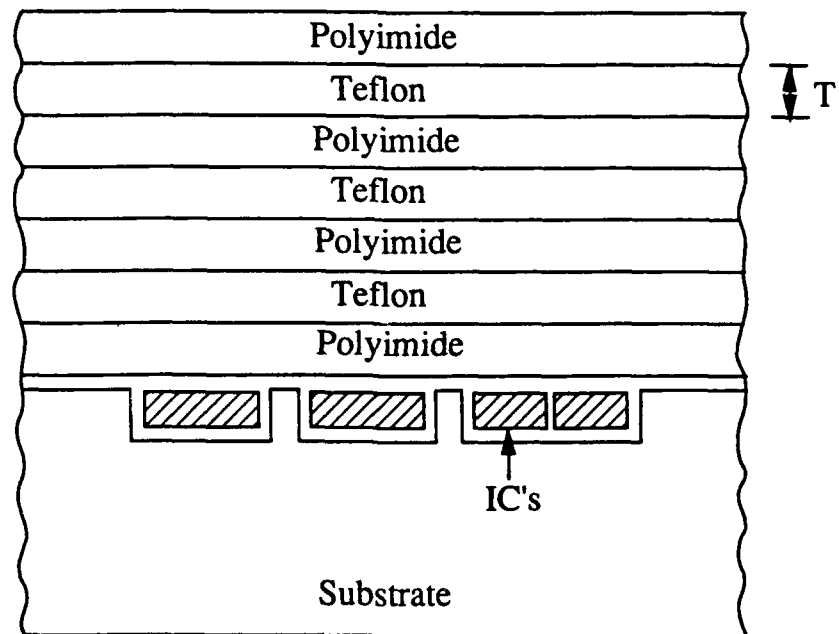 Polyimide
Teflon
T
Polyimide
Teflon
Polyimide
Teflon
Polyimide
IC's
Substrate